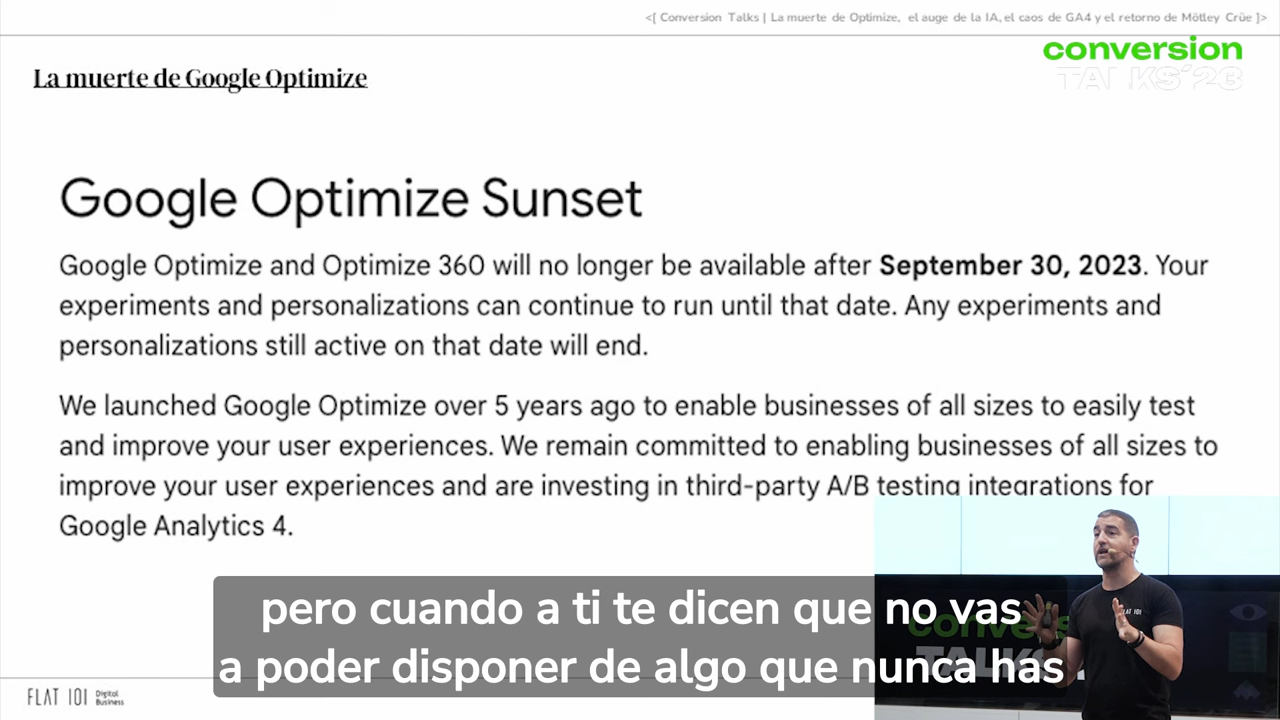 <[ Conversion Talks | La muerte de Optimize, el auge de la IA, el caos de GA4 y el retorno de Mötley Crüe ]>
conversion
TALKS´23
La muerte de Google Optimize
Google Optimize Sunset
Google Optimize and Optimize 360 will no longer be available after September 30, 2023. Your
experiments and personalizations can continue to run until that date. Any experiments and
personalizations still active on that date will end.
We launched Google Optimize over 5 years ago to enable businesses of all sizes to easily test
and improve your user experiences. We remain committed to enabling businesses of all sizes to
improve your user experiences and are investing in third-party A/B testing integrations for
Google Analytics 4.
FLAT 101
pero cuando a ti te dicen que no vas
a poder disponer de algo que nunca has .
FLAT 101 Digital
Business